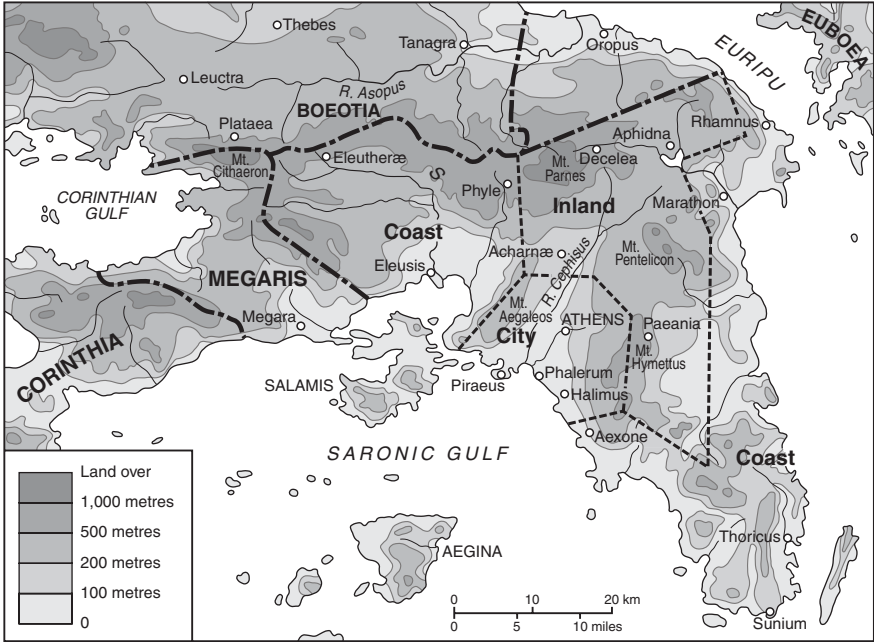 Thebes
Tanagra
Oropus
EURIPU
EUBOEA
Leuctra
R. Asopus
BOEOTIA
Plataea
Mt.
Cithaeron
Eleutheræ
S
Phyle
Mt.
Parnes
Decelea
Aphidna
Rhamnus
Marathon
CORINTHIAN
GULF
Inland
Coast
Acharnæ
R. Cephisus
Mt.
Pentelicon
Eleusis
MEGARIS
Mt.
Aegaleos
City
ATHENS
Paeania
Mt.
Hymettus
Megara
CORINTHIA
SALAMIS
Piraeus
Phalerum
Halimus
Aexone
SARONIC GULF
Coast
Thoricus
Sunium
AEGINA
Land over
1,000 metres
500 metres
200 metres
100 metres
0
0 10 20 km
0 5 10 miles